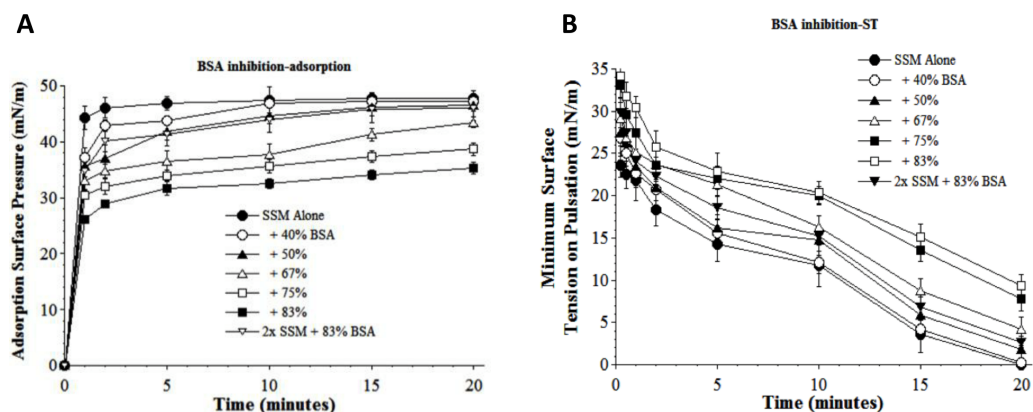 A
BSA inhibition-adsorption
Adsorption Surface Pressure (mN/m)
50
40
30
20
10
0
SSM Alone
+ 40% BSA
+ 50%
+ 67%
+ 75%
+ 83%
2x SSM + 83% BSA
0
5
10
15
20
Time (minutes)
B
BSA inhibition-ST
Minimum Surface
Tension on Pulsation (mN/m)
35
30
25
20
15
10
5
0
SSM Alone
+ 40% BSA
+ 50%
+ 67%
+ 75%
+ 83%
2x SSM + 83% BSA
0
5
10
15
20
Time (minutes)